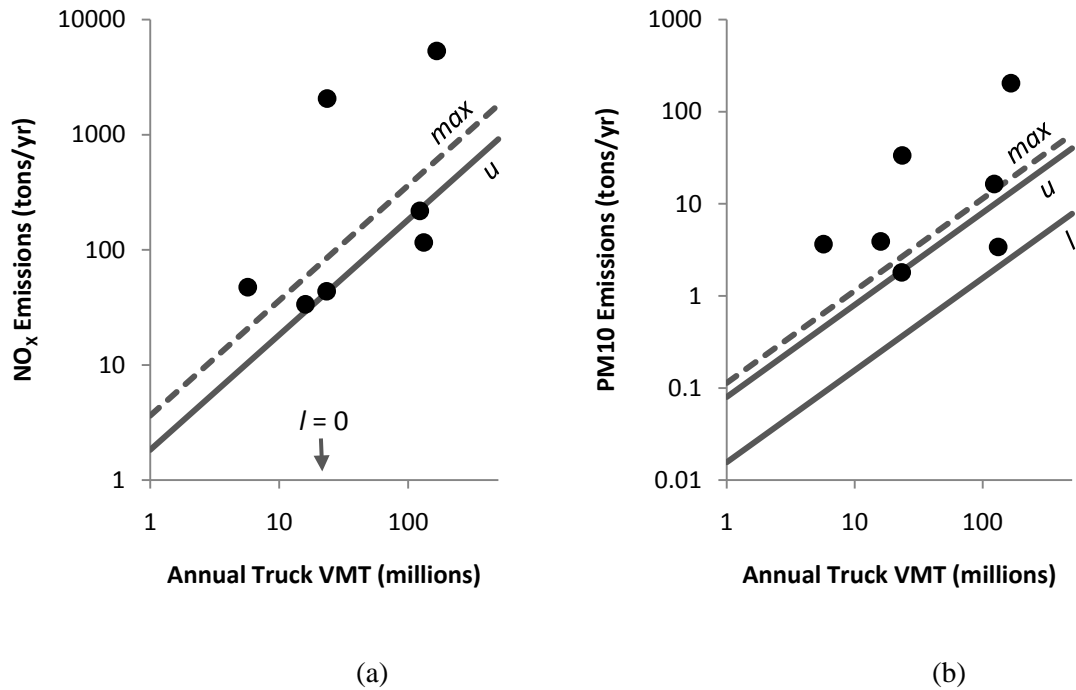 10000
1000
100
10
1
NOX Emissions (tons/yr)
max
u
l = 0
1
10
100
Annual Truck VMT (millions)
(a)
1000
100
10
1
0.1
0.01
PM10 Emissions (tons/yr)
max
u
l
1
10
100
Annual Truck VMT (millions)
(b)